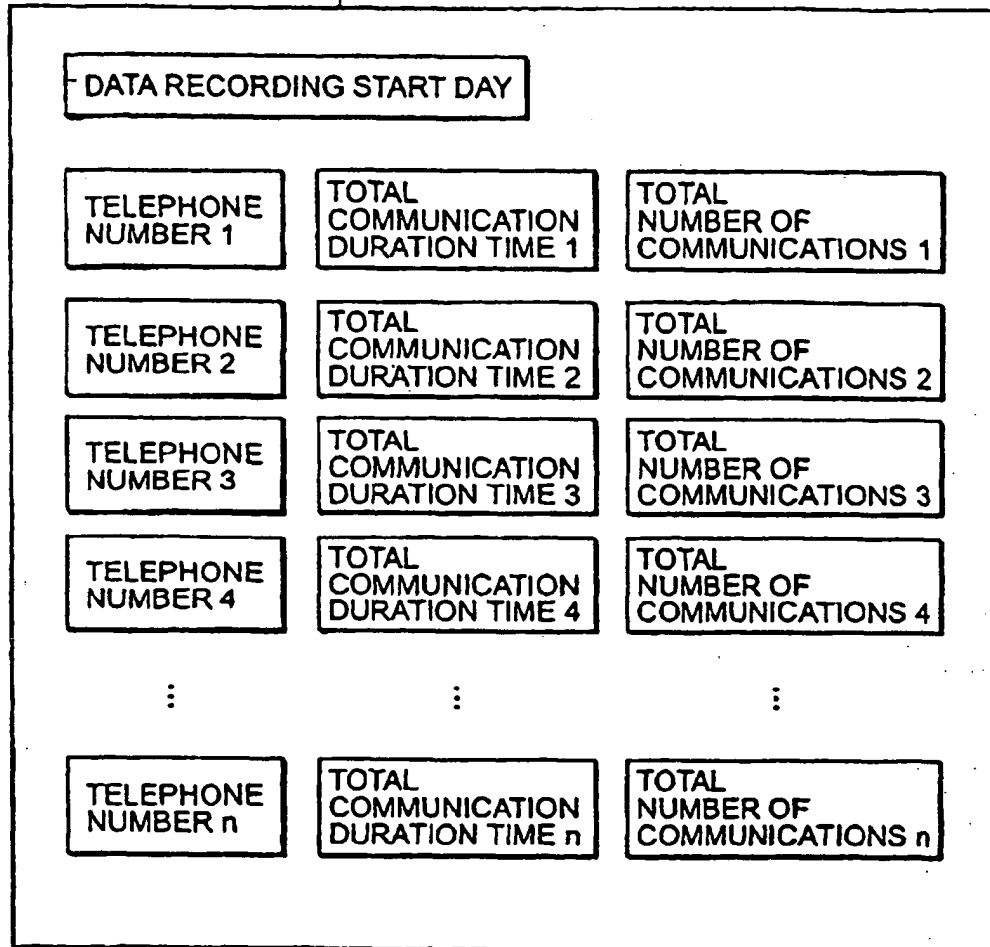 DATA RECORDING START DAY
TELEPHONE
NUMBER 1
TOTAL
COMMUNICATION
DURATION TIME 1
TOTAL
NUMBER OF
COMMUNICATIONS 1
TELEPHONE
NUMBER 2
TOTAL
COMMUNICATION
DURATION TIME 2
TOTAL
NUMBER OF
COMMUNICATIONS 2
TELEPHONE
NUMBER 3
TOTAL
COMMUNICATION
DURATION TIME 3
TOTAL
NUMBER OF
COMMUNICATIONS 3
TELEPHONE
NUMBER 4
TOTAL
COMMUNICATION
DURATION TIME 4
TOTAL
NUMBER OF
COMMUNICATIONS 4
⋮ ⋮ ⋮
TELEPHONE
NUMBER n
TOTAL
COMMUNICATION
DURATION TIME n
TOTAL
NUMBER OF
COMMUNICATIONS n